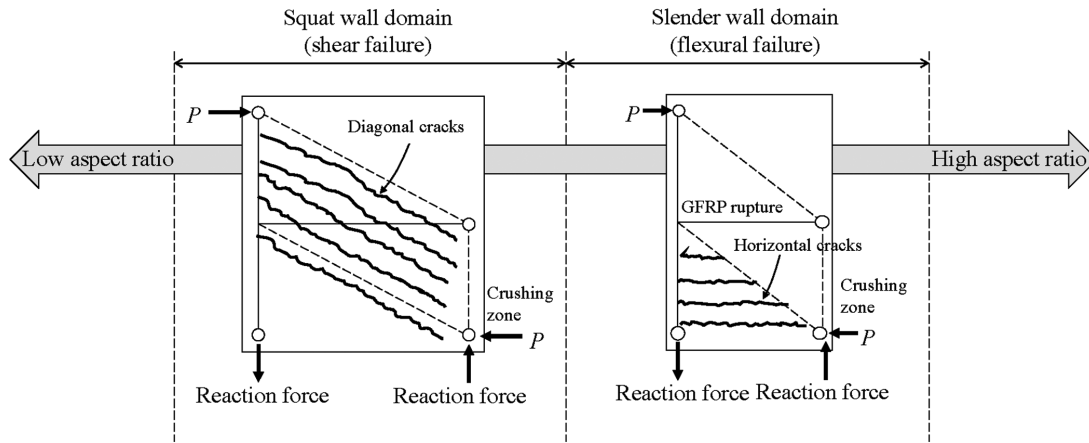 Squat wall domain
(shear failure)
Slender wall domain
(flexural failure)
P
Diagonal cracks
P
Low aspect ratio
High aspect ratio
GFRP rupture
Horizontal cracks
Crushing
zone
P
Crushing
zone
P
Reaction force
Reaction force
Reaction force
Reaction force